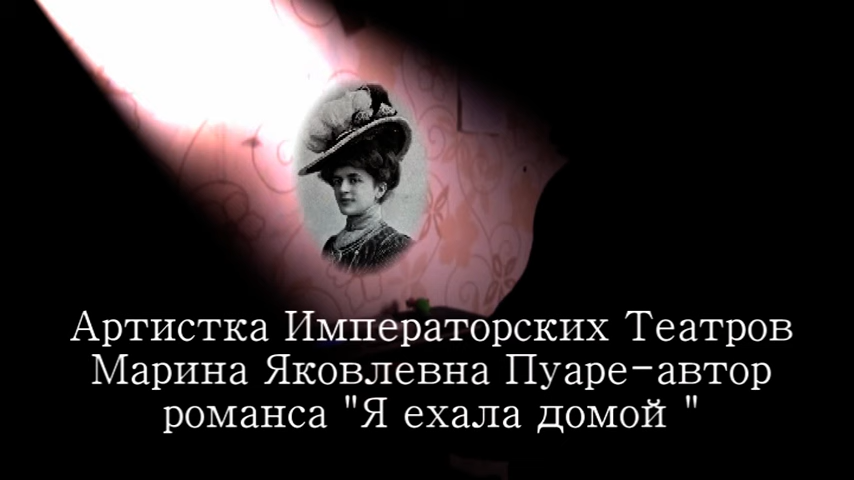 Артистка Императорских Театров
Марина Яковлевна Пуаре-автор
романса "Я ехала домой "